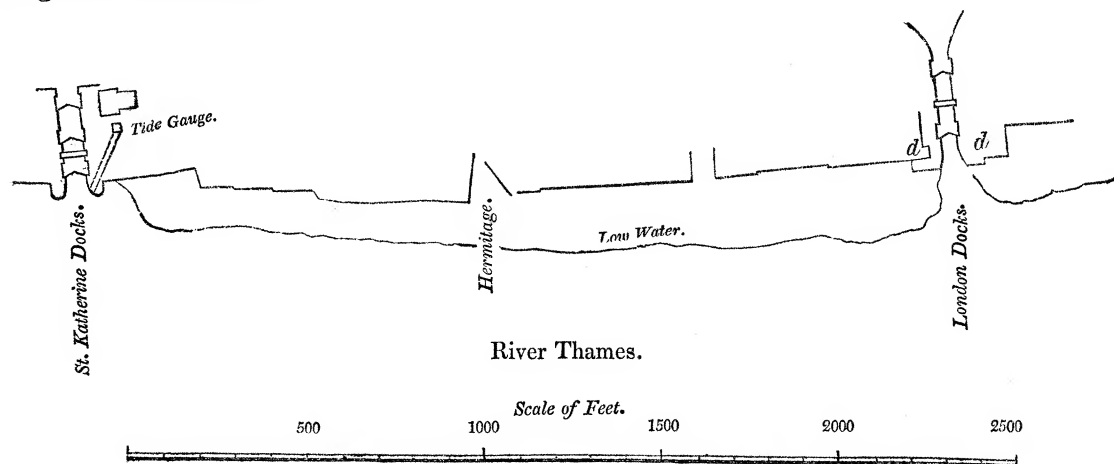 Tide Gauge.
d
d
St. Katherine Docks.
Hermitage.
Low Water.
London Docks.
River Thames.
Scale of Feet.
500 1000 1500 2000 2500